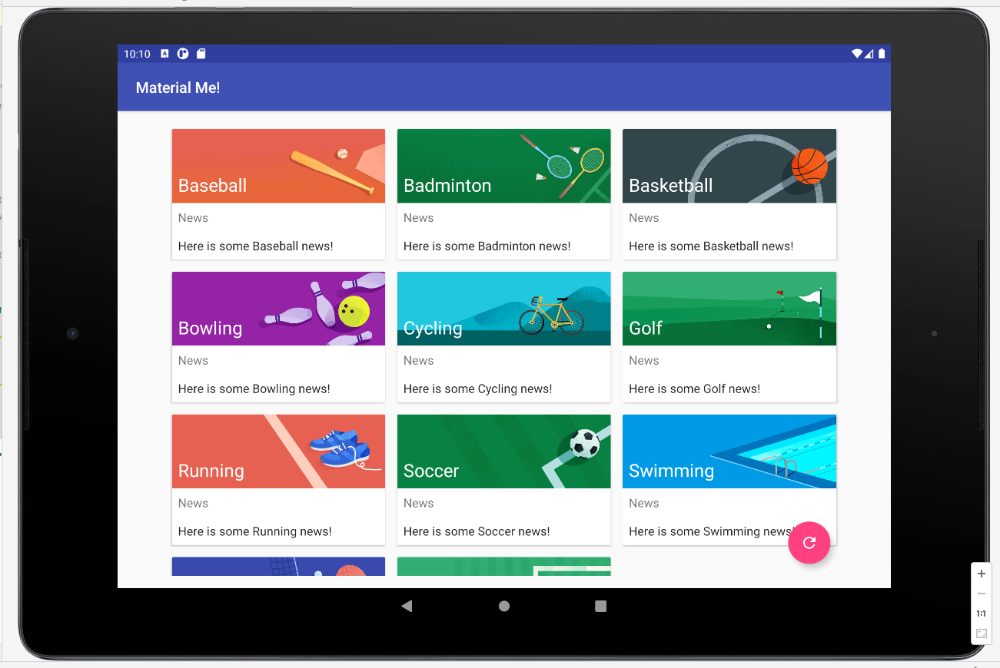 10:10
Material Me!
Baseball
Badminton
Basketball
News
News
News
Here is some Baseball news!
Here is some Badminton news!
Here is some Basketball news!
Bowling
Cycling
Golf
News
News
News
Here is some Bowling news!
Here is some Cycling news!
Here is some Golf news!
Running
Soccer
Swimming
News
News
News
Here is some Running news!
Here is some Soccer news!
Here is some Swimming news!
1:1